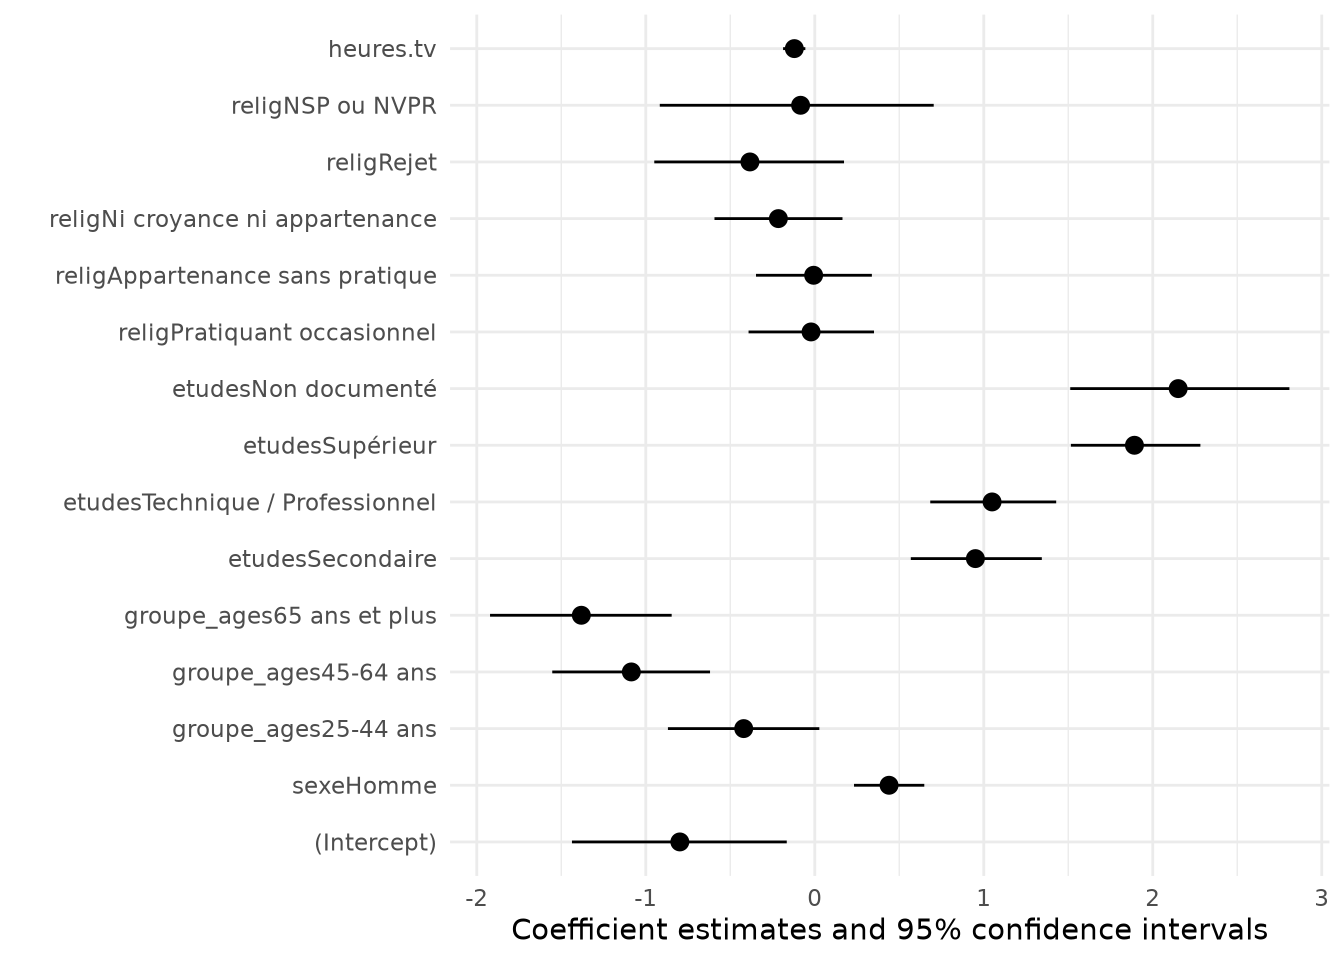 heures.tv
religNSP ou NVPR
religRejet
religNi croyance ni appartenance
religAppartenance sans pratique
religPratiquant occasionnel
etudesNon documenté
etudesSupérieur
etudesTechnique / Professionnel
etudesSecondaire
groupe_ages65 ans et plus
groupe_ages45-64 ans
groupe_ages25-44 ans
sexeHomme
(Intercept)
-2 -1 0 1 2 3
Coefficient estimates and 95% confidence intervals